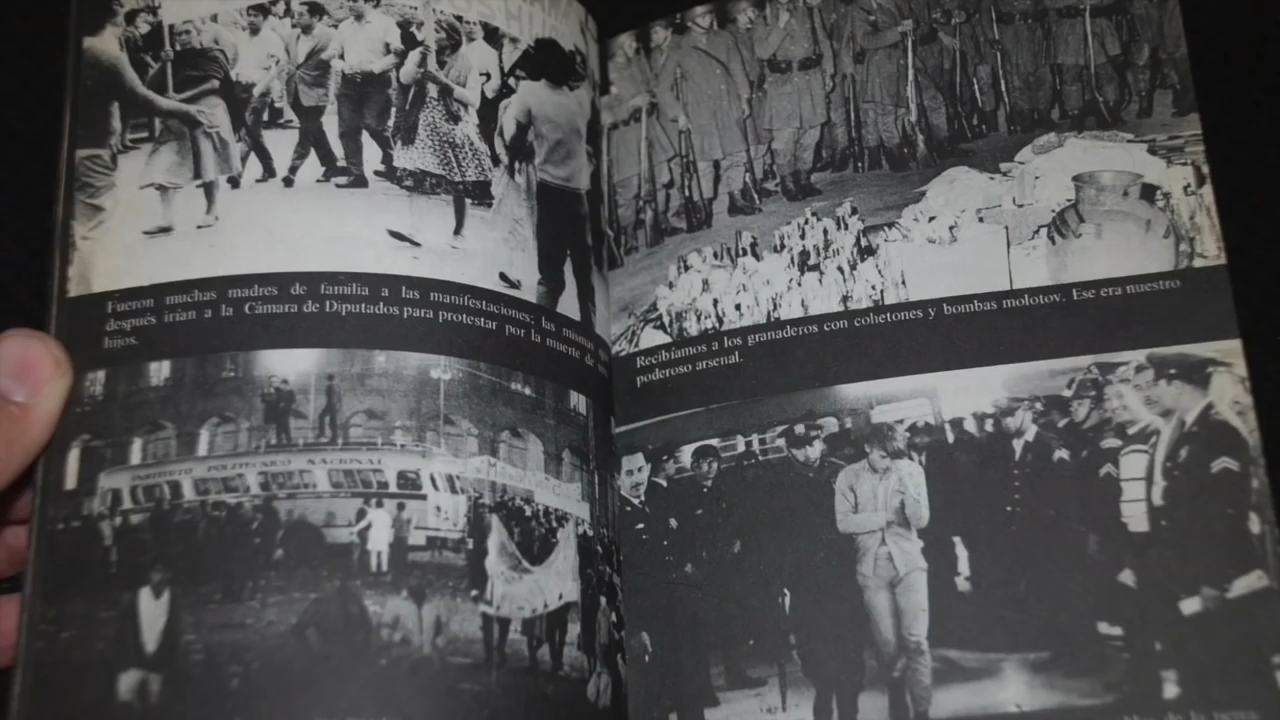 Fueron muchas madres de familia a las manifestaciones; las mismas
después irían a la Cámara de Diputados para protestar por la muerte de
hijos.
INSTITUTO POLITECNICO NACIONAL
Recibíamos a los granaderos con cohetones y bombas molotov. Ese era nuestro
poderoso arsenal.